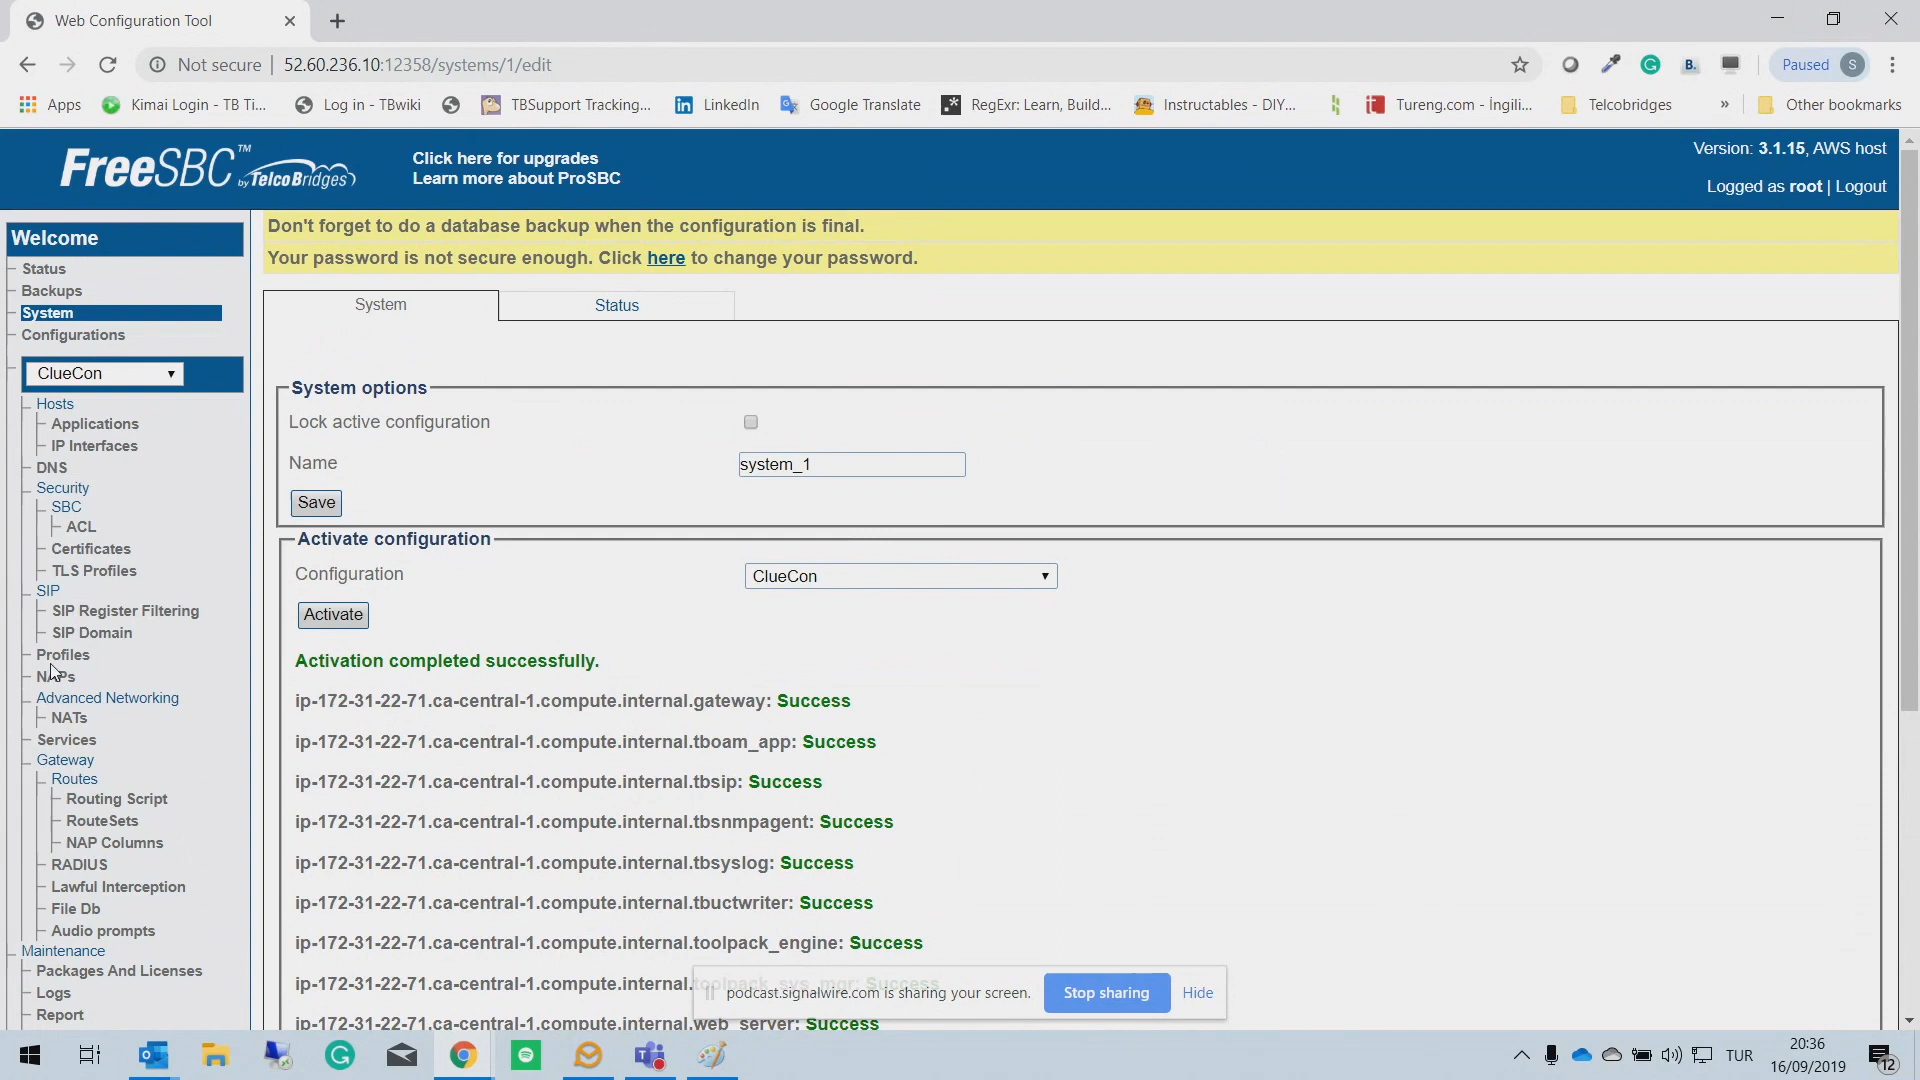 Web Configuration Tool
Not secure | 52.60.236.10:12358/systems/1/edit
Paused S
Apps
Kimai Login - TB Ti...
Log in - TBwiki
TBSupport Tracking...
LinkedIn
Google Translate
RegExr: Learn, Build...
Instructables - DIY...
Tureng.com - İngili...
Telcobridges
»
Other bookmarks
FreeSBC™ by TelcoBridges
Click here for upgrades
Learn more about ProSBC
Version: 3.1.15, AWS host
Logged as root | Logout
Welcome
Status
Backups
System
Configurations
ClueCon
Hosts
Applications
IP Interfaces
DNS
Security
SBC
ACL
Certificates
TLS Profiles
SIP
SIP Register Filtering
SIP Domain
Profiles
NAPs
Advanced Networking
NATs
Services
Gateway
Routes
Routing Script
RouteSets
NAP Columns
RADIUS
Lawful Interception
File Db
Audio prompts
Maintenance
Packages And Licenses
Logs
Report
Don't forget to do a database backup when the configuration is final.
Your password is not secure enough. Click here to change your password.
System
Status
System options
Lock active configuration
Name system_1
Save
Activate configuration
Configuration ClueCon
Activate
Activation completed successfully.
ip-172-31-22-71.ca-central-1.compute.internal.gateway: Success
ip-172-31-22-71.ca-central-1.compute.internal.tboam_app: Success
ip-172-31-22-71.ca-central-1.compute.internal.tbsip: Success
ip-172-31-22-71.ca-central-1.compute.internal.tbsnmpagent: Success
ip-172-31-22-71.ca-central-1.compute.internal.tbsyslog: Success
ip-172-31-22-71.ca-central-1.compute.internal.tbuctwriter: Success
ip-172-31-22-71.ca-central-1.compute.internal.toolpack_engine: Success
ip-172-31-22-71.ca-central-1.compute.internal.toolpack_sys_mgr: Success
ip-172-31-22-71.ca-central-1.compute.internal.web_server: Success
podcast.signalwire.com is sharing your screen.
Stop sharing
Hide
TUR
20:36
16/09/2019
12